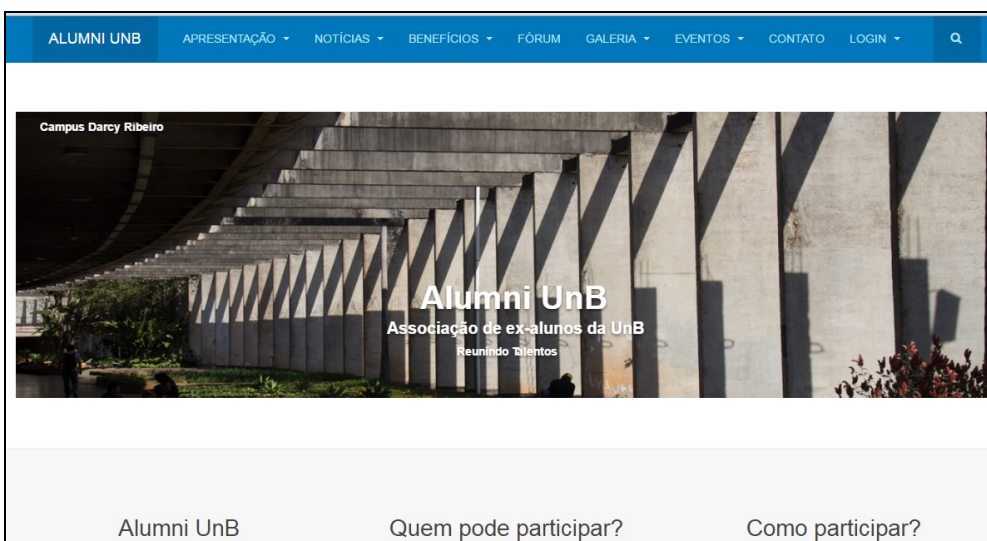 ALUMNI UNB APRESENTAÇÃO NOTÍCIAS BENEFÍCIOS FÓRUM GALERIA EVENTOS CONTATO LOGIN
Campus Darcy Ribeiro
Alumni UnB
Associação de ex-alunos da UnB
Reunindo Talentos
Alumni UnB Quem pode participar? Como participar?